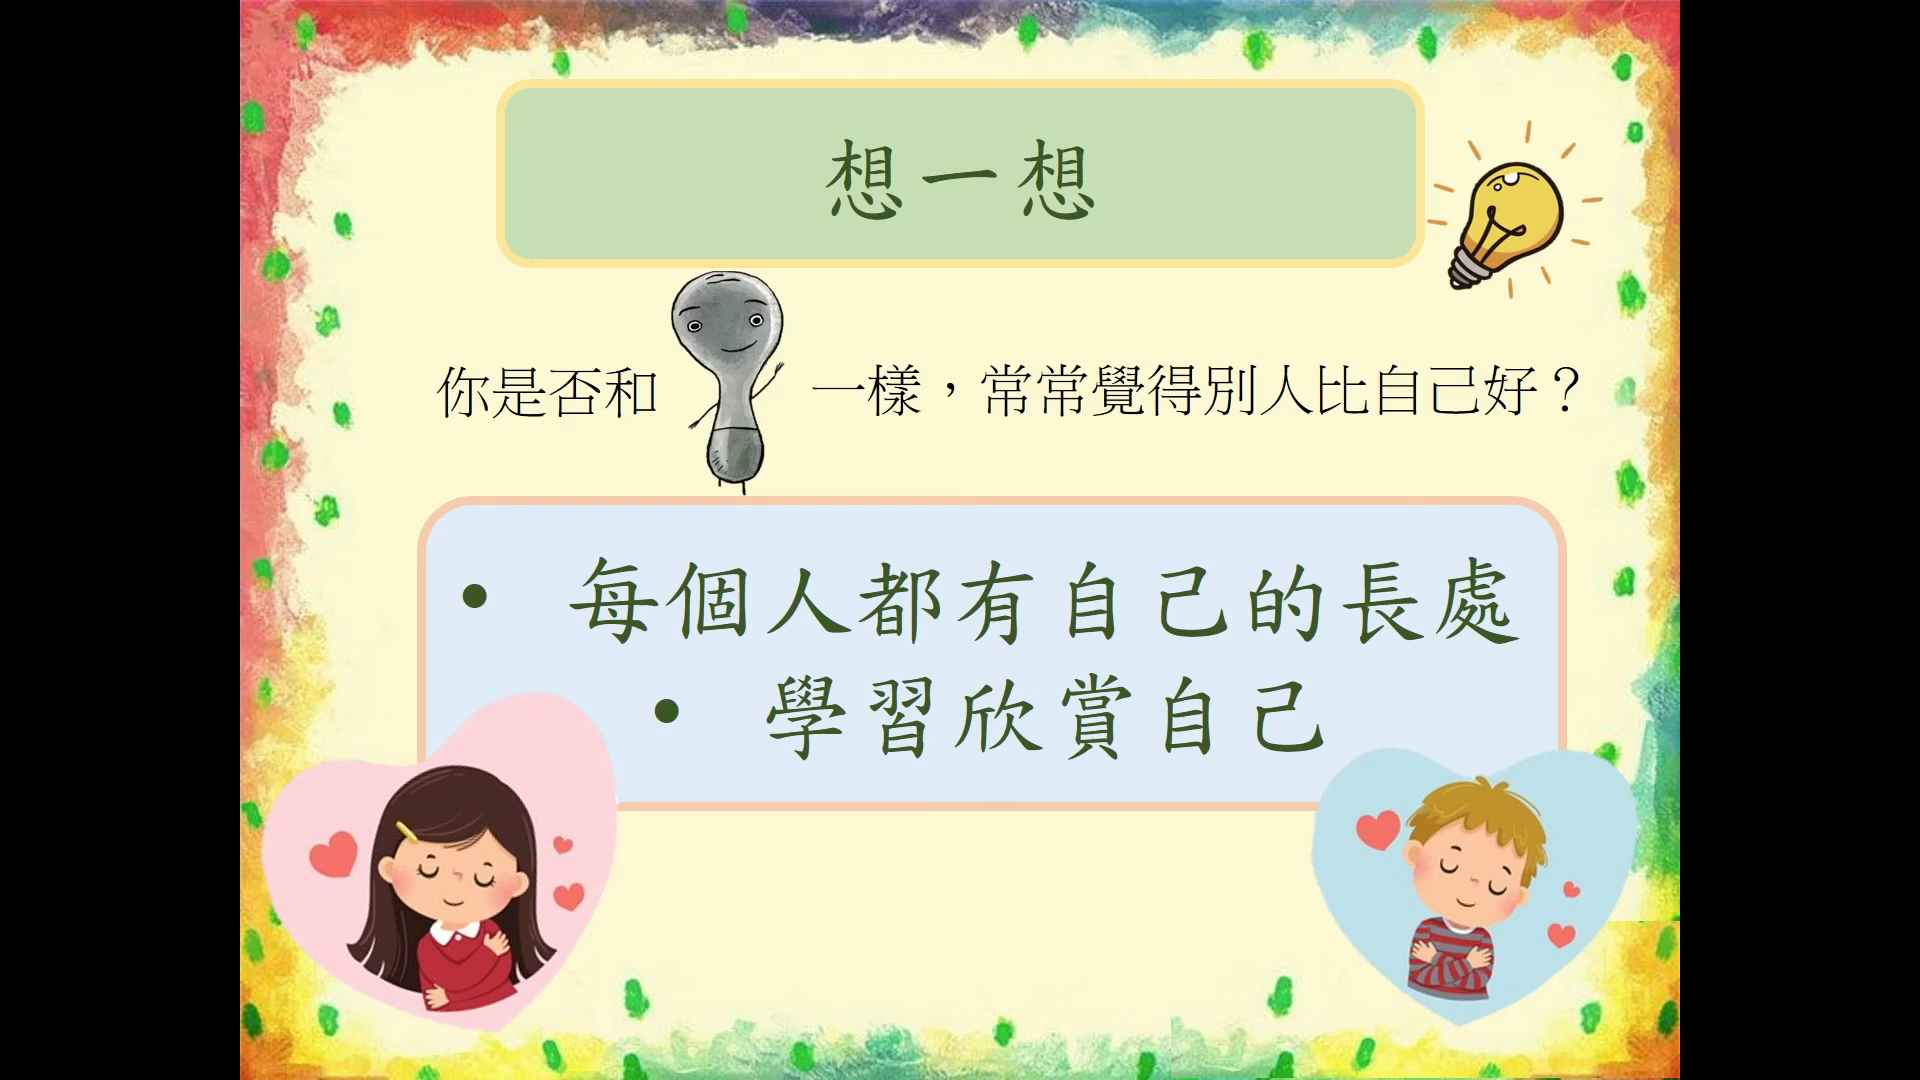 想一想
你是否和 一樣，常常覺得別人比自己好？
• 每個人都有自己的長處
• 學習欣賞自己